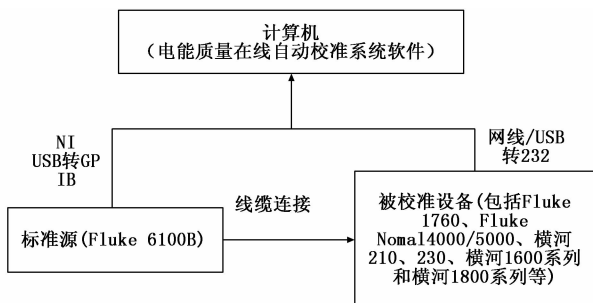 计算机
(电能质量在线自动校准系统软件)
NI
USB转GP
IB
网线/USB
转232
线缆连接
标准源(Fluke 6100B)
被校准设备(包括Fluke
1760、Fluke
Nomal4000/5000、横河
210、230、横河1600系列
和横河1800系列等)